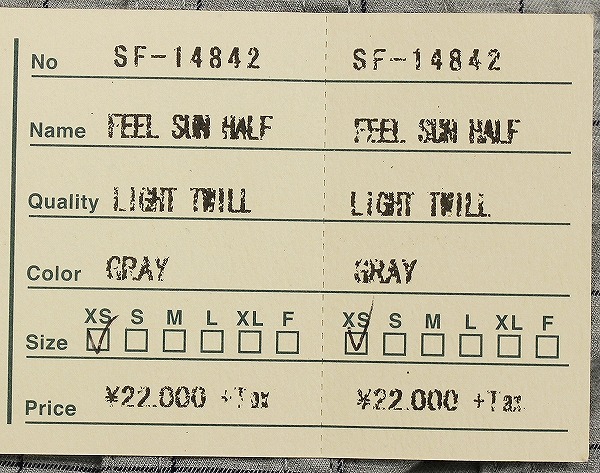 No SF-14842 SF-14842
Name FEEL SUN HALF FEEL SUN HALF
Quality LIGHT TWILL LIGHT TWILL
Color GRAY GRAY
XS S M L XL F XS S M L XL F
Size
Price ¥22.000 +Tax ¥22.000 +Tax